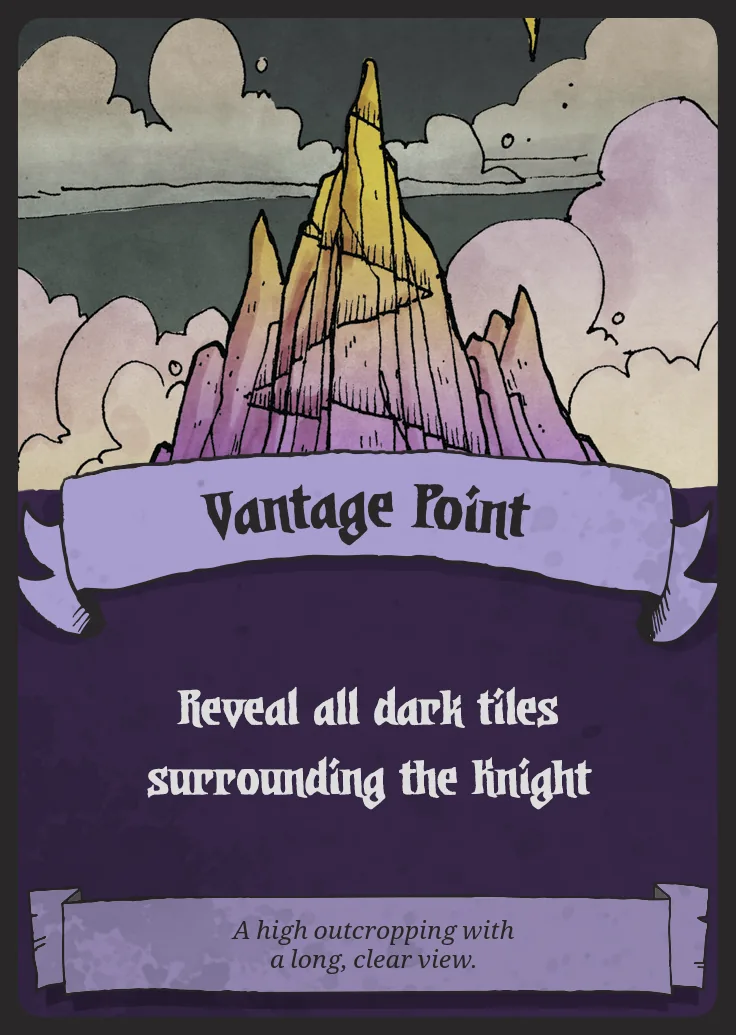 Vantage Point
Reveal all dark tiles
surrounding the Knight
A high outcropping with
a long, clear view.